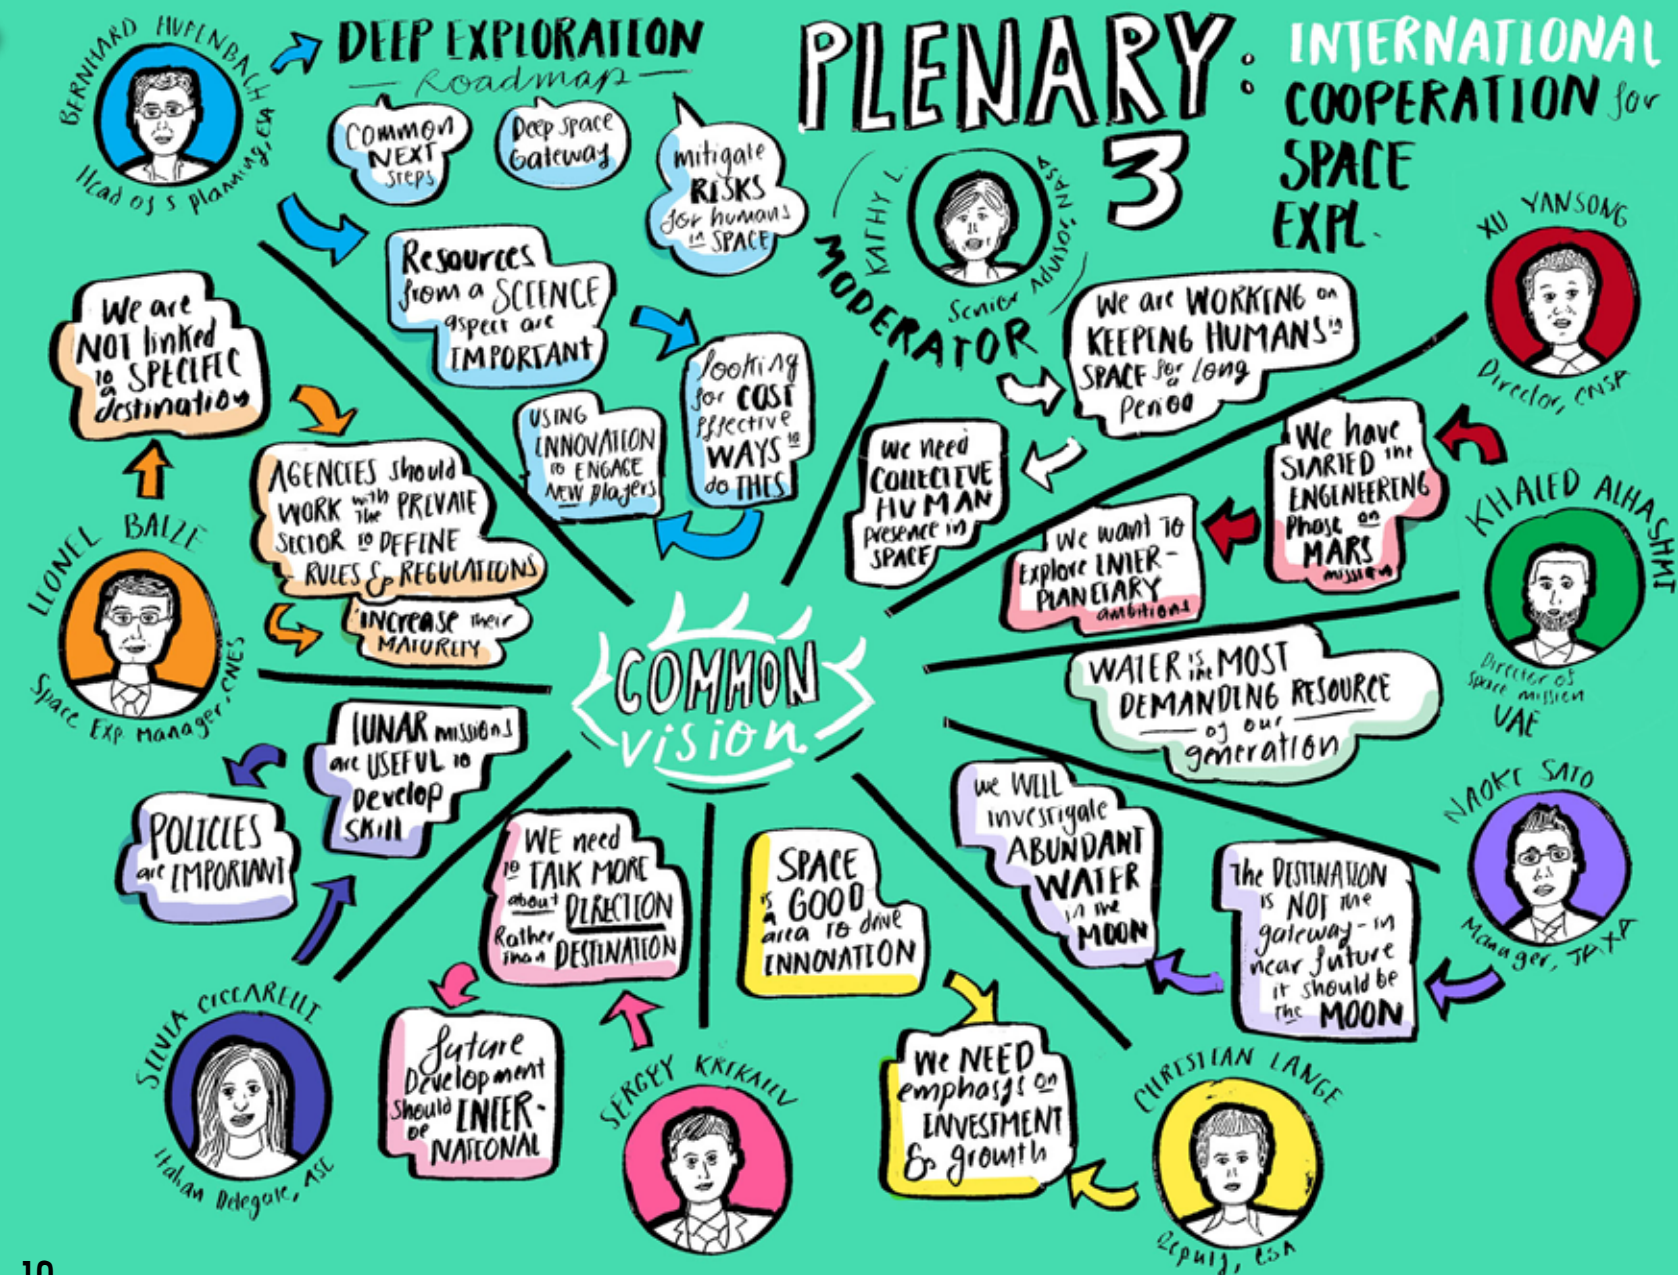 PLENARY:
3
INTERNATIONAL
COOPERATION for
SPACE
EXPL.
BERNHARD HUFENBACH
Head of S planning, ESA
DEEP EXPLORATION
Roadmap
COMMON
NEXT
STEPS
Deep space
Gateway
mitigate
RISKS
for humans
in SPACE
Resources
from a SCIENCE
aspect are
IMPORTANT
looking
for COST
effective
WAYS to
do THIS
USING
INNOVATION
to ENGAGE
NEW players
KATHY L.
Senior Advisor, NASA
MODERATOR
We are WORKING on
KEEPING HUMANS in
SPACE for a long
Period
We need
COLLECTIVE
HUMAN
presence in
SPACE
XU YANSONG
Director, CNSA
We have
STARTED the
ENGINEERING
Phase on
MARS
mission
We want to
Explore INTER-
PLANETARY
ambitions
KHALED ALHASHMI
Director of
space mission
UAE
WATER is the MOST
DEMANDING RESOURCE
of our
generation
NAOKI SATO
Manager, JAXA
The DESTINATION
is NOT the
gateway - in
near future
it should be
the MOON
we WILL
investigate
ABUNDANT
WATER
in the
MOON
CHRISTIAN LANGE
Deputy, CSA
SPACE
is a GOOD
area to drive
INNOVATION
We NEED
emphasys on
INVESTMENT
& growth
SERGEY KRIKALEV
WE need
to TALK MORE
about DIRECTION
Rather
than DESTINATION
future
Development
should be INTER-
NATIONAL
SILVIA CICCARELLI
Italian Delegate, ASI
LUNAR missions
are USEFUL to
Develop
SKILL
POLICIES
are IMPORTANT
LIONEL BAIZE
Space Exp. Manager, CNES
We are
NOT linked
to a SPECIFIC
destination
AGENCIES should
WORK with the PRIVATE
SECTOR to DEFINE
RULES & REGULATIONS
INCREASE their
MATURITY
COMMON
vision
10